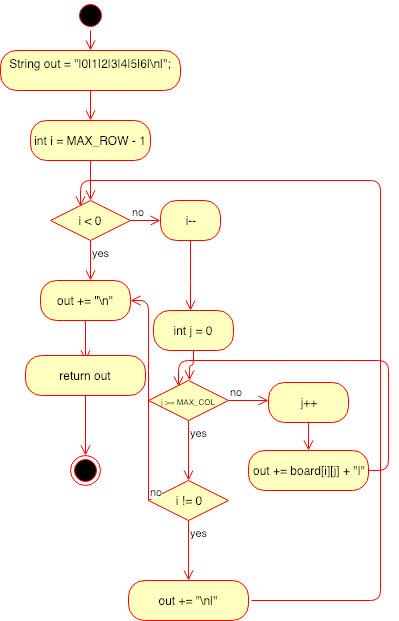 String out = "|0|1|2|3|4|5|6|\n|";
int i = MAX_ROW - 1
i < 0
no
i--
yes
out += "\n"
int j = 0
return out
j >= MAX_COL
no
j++
yes
out += board[i][j] + "|"
no
i != 0
yes
out += "\n|"